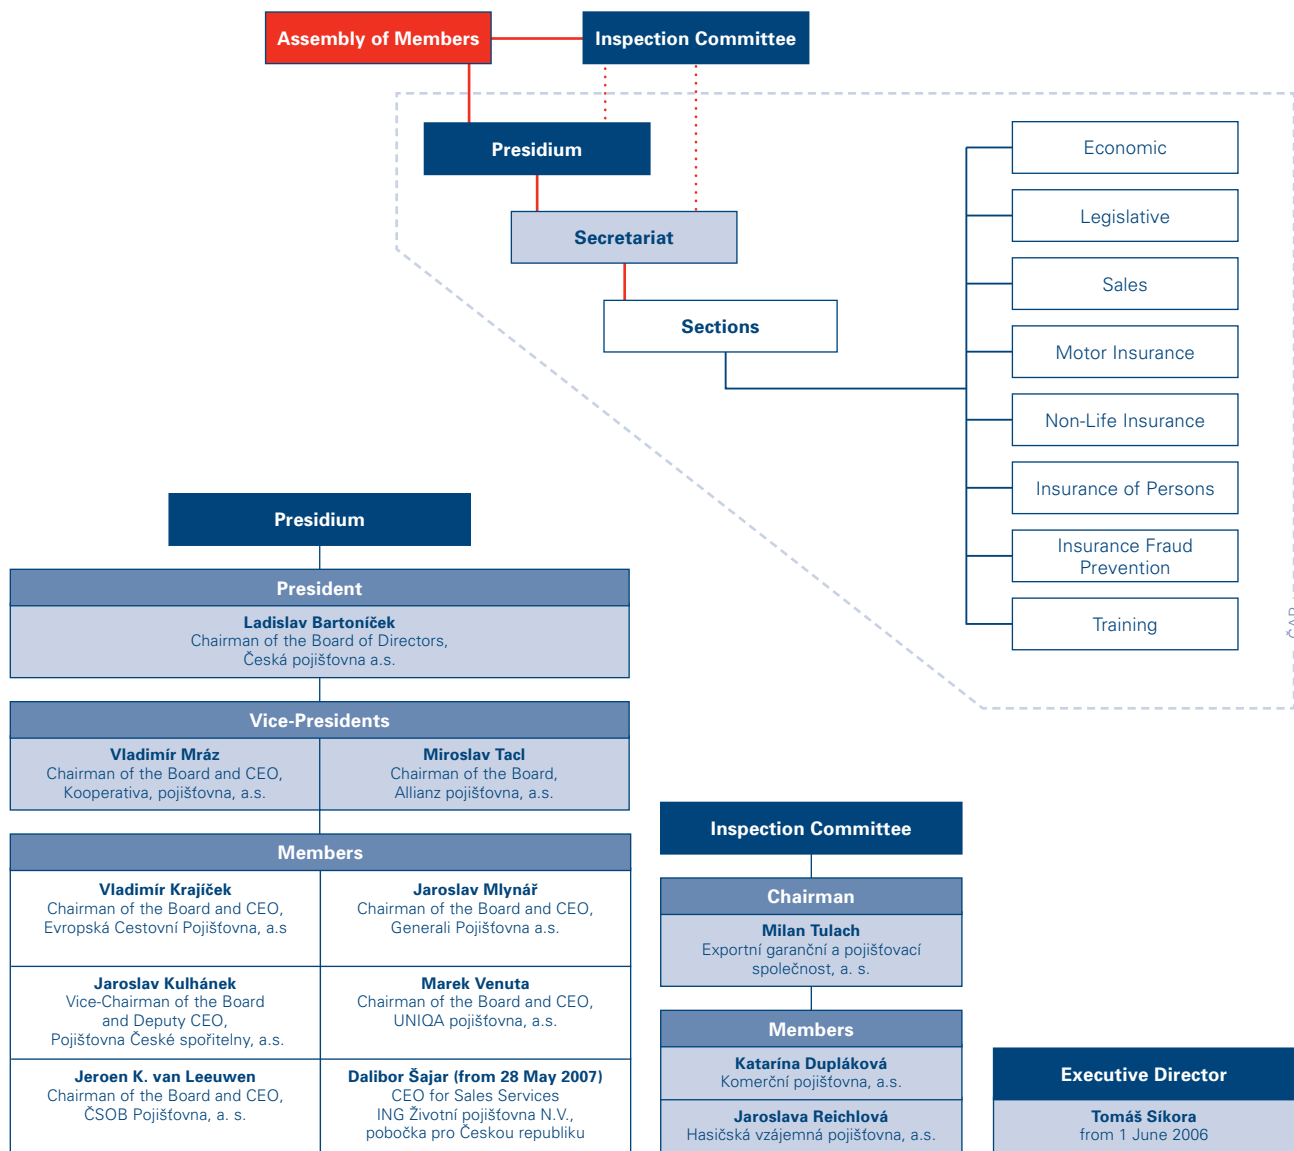 Assembly of Members
Inspection Committee
Presidium
Secretariat
Sections
Economic
Legislative
Sales
Motor Insurance
Non-Life Insurance
Insurance of Persons
Insurance Fraud
Prevention
Training
ČAP
Presidium
President
Ladislav Bartoníček
Chairman of the Board of Directors,
Česká pojišťovna a.s.
Vice-Presidents
Vladimír Mráz
Chairman of the Board and CEO,
Kooperativa, pojišťovna, a.s.
Miroslav Tacl
Chairman of the Board,
Allianz pojišťovna, a.s.
Members
Vladimír Krajíček
Chairman of the Board and CEO,
Evropská Cestovní Pojišťovna, a.s
Jaroslav Mlynář
Chairman of the Board and CEO,
Generali Pojišťovna a.s.
Jaroslav Kulhánek
Vice-Chairman of the Board
and Deputy CEO,
Pojišťovna České spořitelny, a.s.
Marek Venuta
Chairman of the Board and CEO,
UNIQA pojišťovna, a.s.
Jeroen K. van Leeuwen
Chairman of the Board and CEO,
ČSOB Pojišťovna, a. s.
Dalibor Šajar (from 28 May 2007)
CEO for Sales Services
ING Životní pojišťovna N.V.,
pobočka pro Českou republiku
Inspection Committee
Chairman
Milan Tulach
Exportní garanční a pojišťovací
společnost, a. s.
Members
Katarína Dupláková
Komerční pojišťovna, a.s.
Jaroslava Reichlová
Hasičská vzájemná pojišťovna, a.s.
Executive Director
Tomáš Síkora
from 1 June 2006